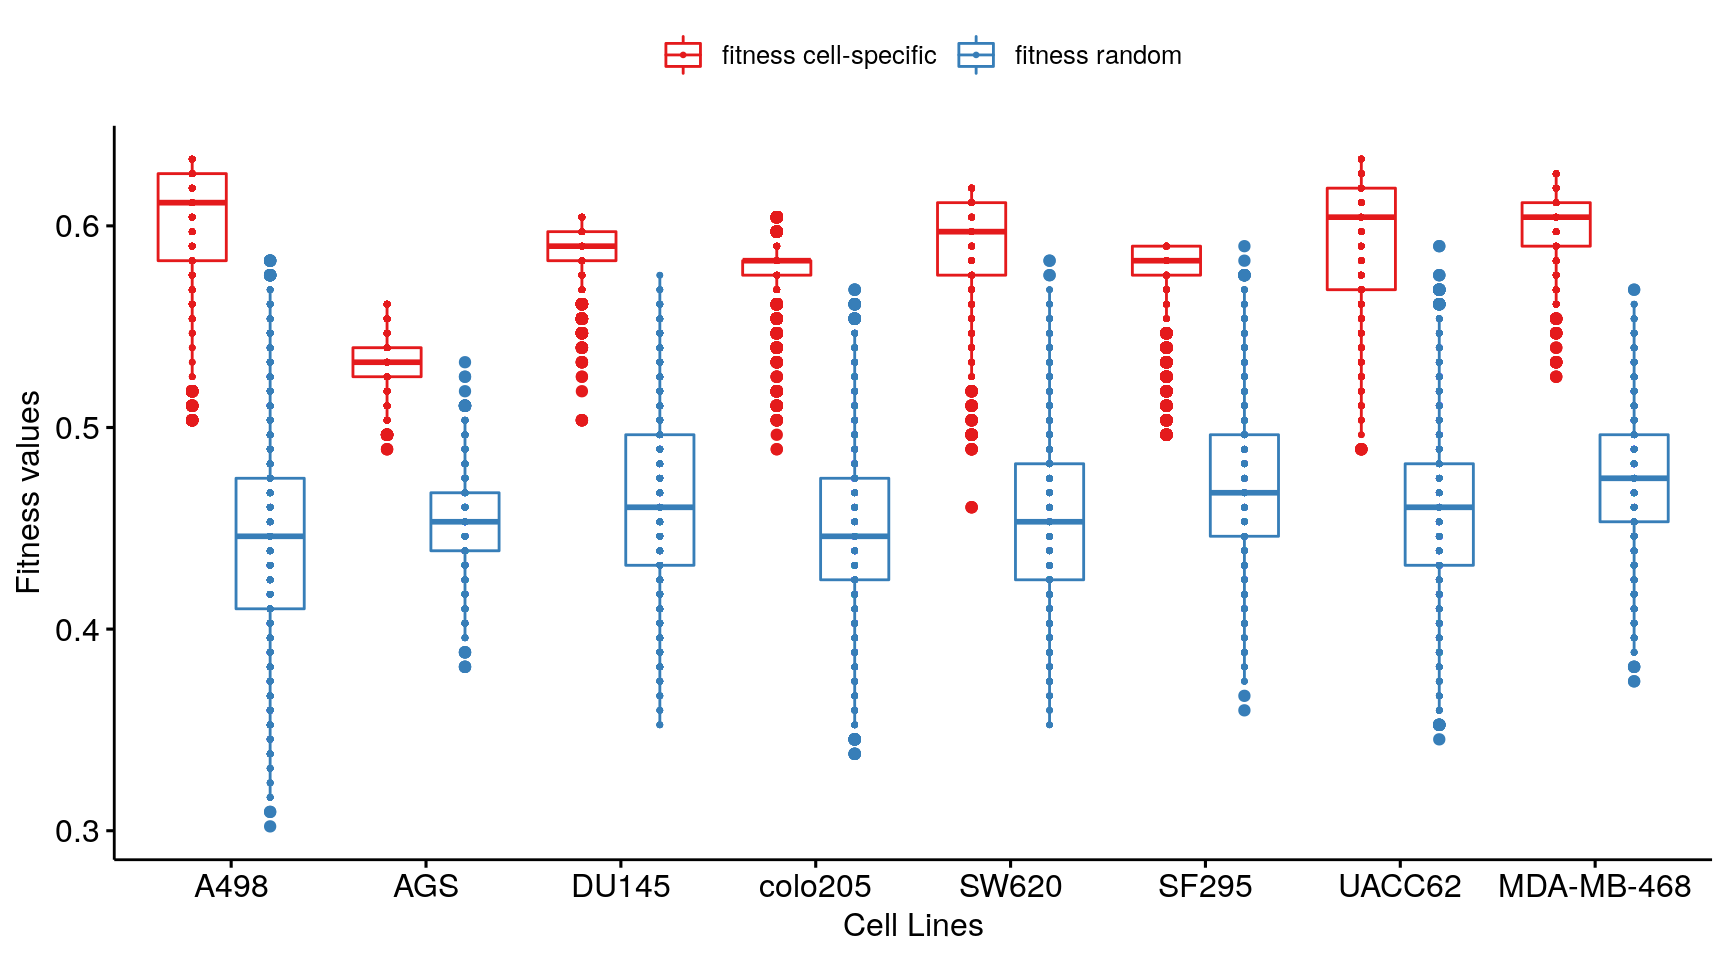 fitness cell-specific fitness random
Fitness values
0.6
0.5
0.4
0.3
A498 AGS DU145 colo205 SW620 SF295 UACC62 MDA-MB-468
Cell Lines